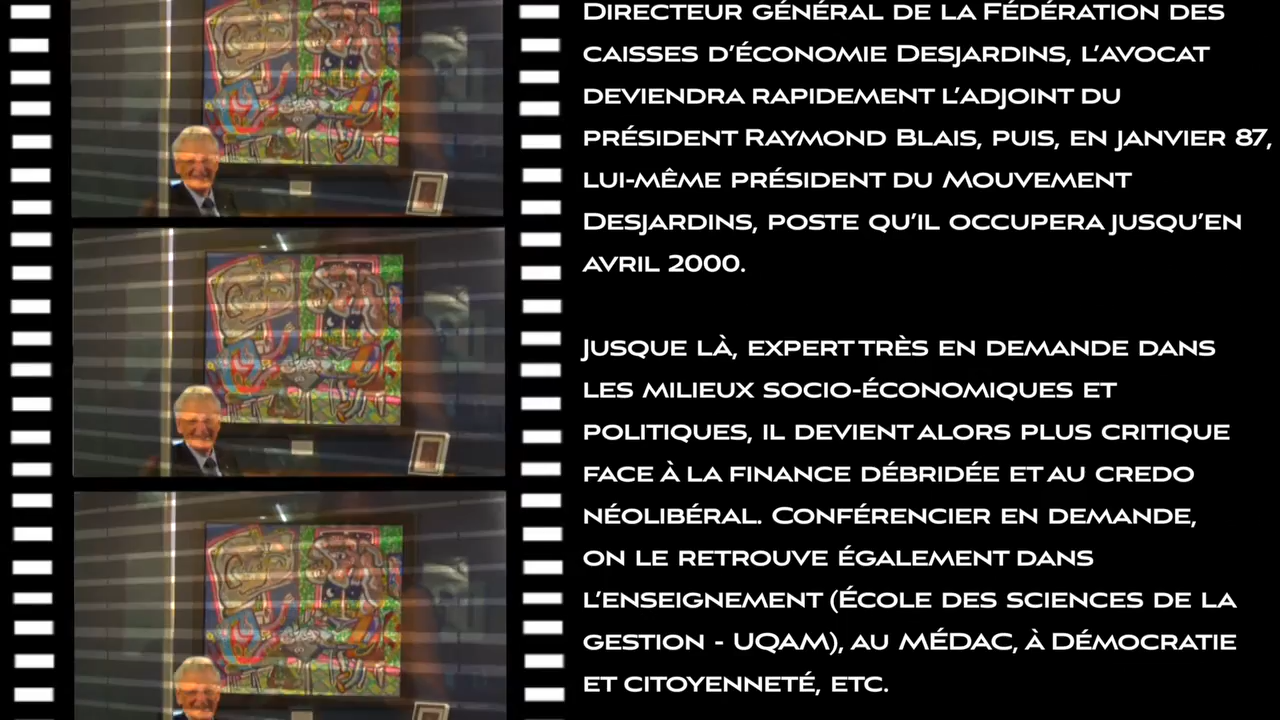 Directeur général de la Fédération des
caisses d'économie Desjardins, l'avocat
deviendra rapidement l'adjoint du
président Raymond Blais, puis, en janvier 87,
lui-même président du Mouvement
Desjardins, poste qu'il occupera jusqu'en
avril 2000.
Jusque là, expert très en demande dans
les milieux socio-économiques et
politiques, il devient alors plus critique
face à la finance débridée et au credo
néolibéral. Conférencier en demande,
on le retrouve également dans
l'enseignement (École des sciences de la
gestion - UQAM), au MÉDAC, à Démocratie
et citoyenneté, etc.